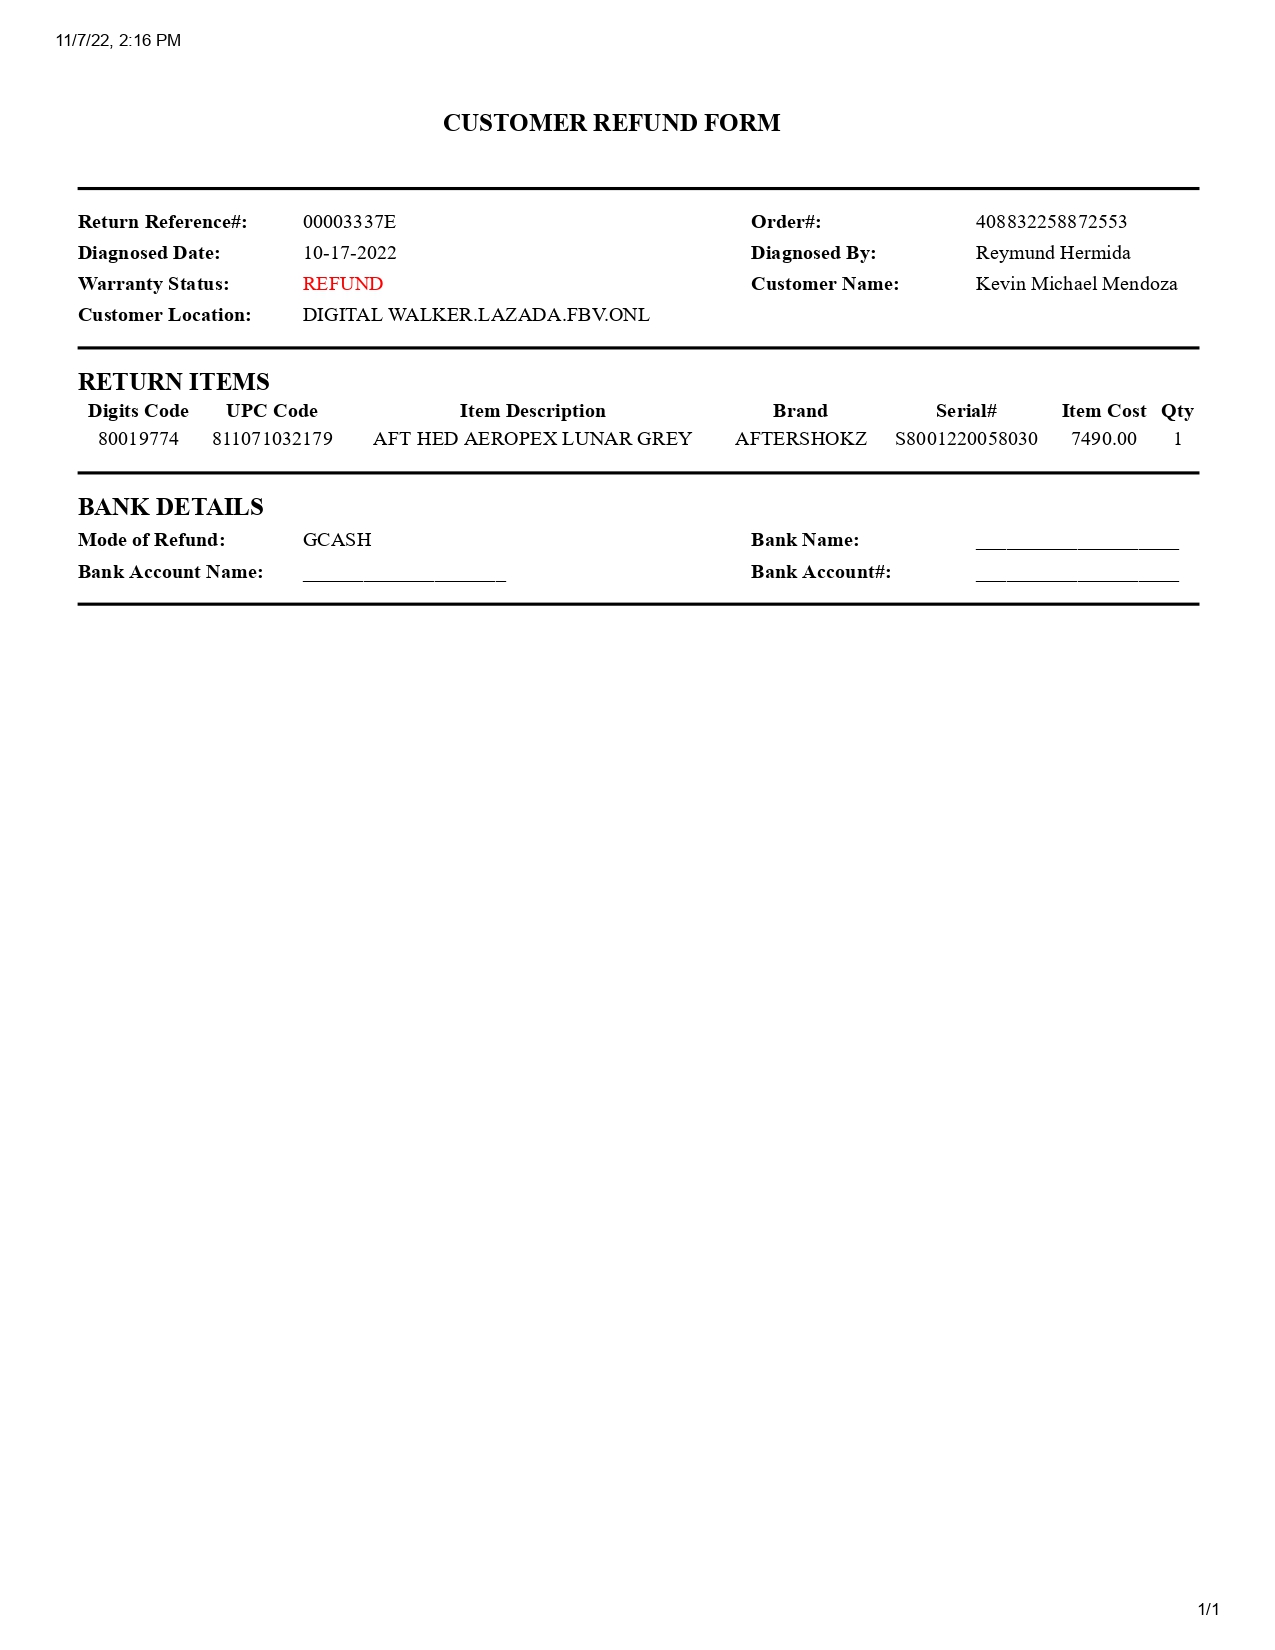 11/7/22, 2:16 PM
CUSTOMER REFUND FORM
Return Reference#: 00003337E Order#: 408832258872553
Diagnosed Date: 10-17-2022 Diagnosed By: Reymund Hermida
Warranty Status: REFUND Customer Name: Kevin Michael Mendoza
Customer Location: DIGITAL WALKER.LAZADA.FBV.ONL
RETURN ITEMS
Digits Code UPC Code Item Description Brand Serial# Item Cost Qty
80019774 811071032179 AFT HED AEROPEX LUNAR GREY AFTERSHOKZ S8001220058030 7490.00 1
BANK DETAILS
Mode of Refund: GCASH Bank Name: ____________________
Bank Account Name: ____________________ Bank Account#: ____________________
1/1